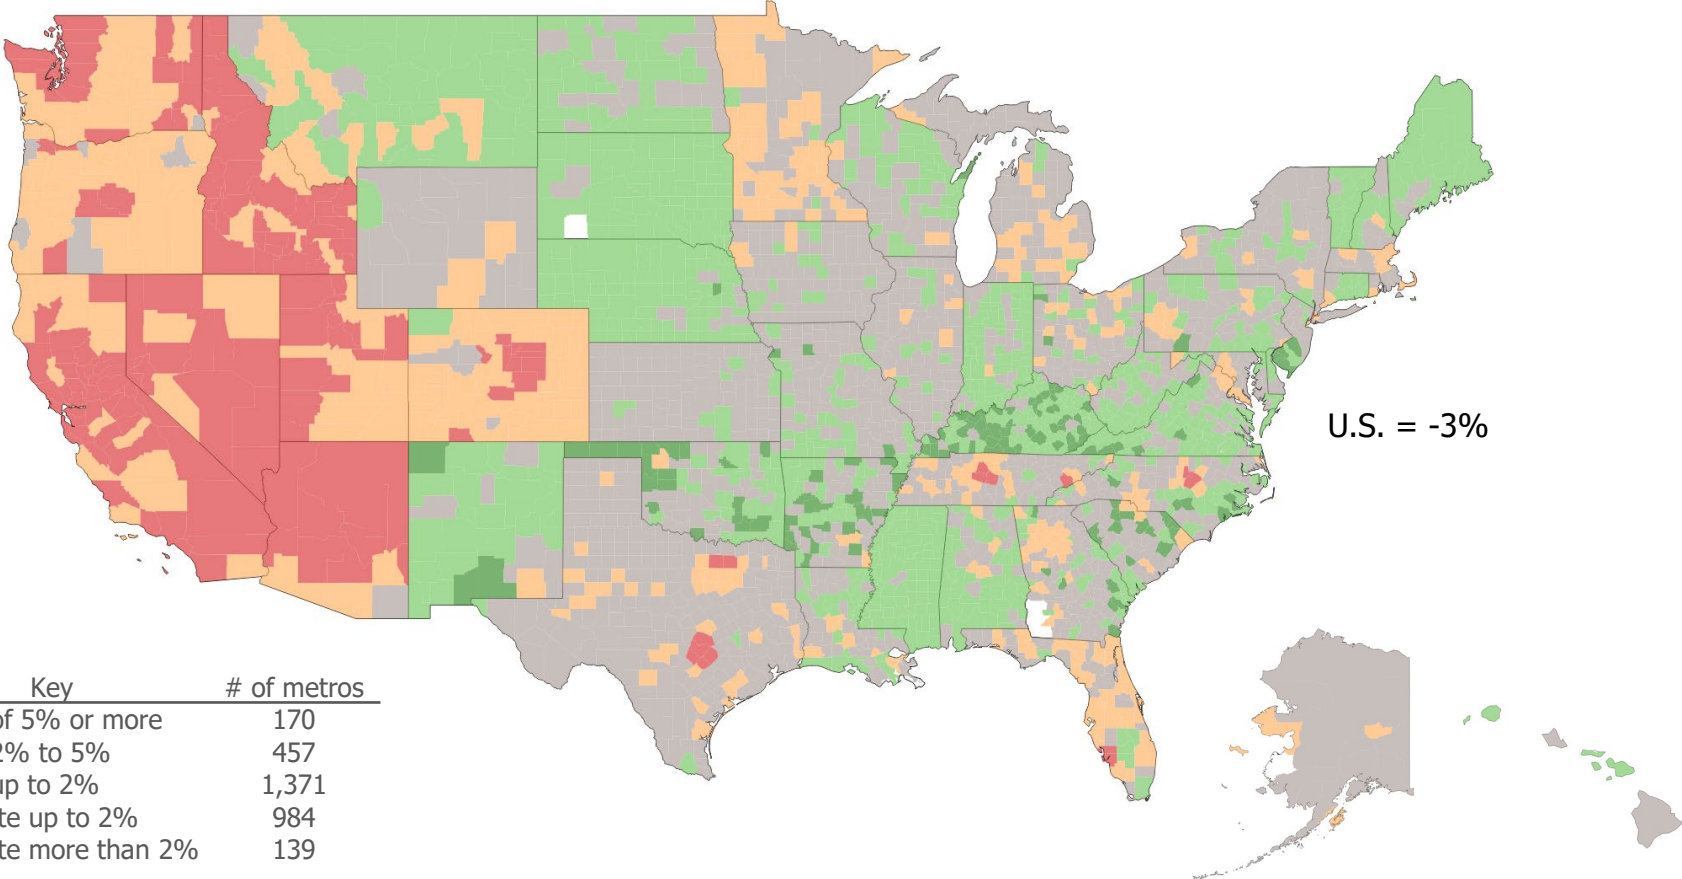 U.S. = -3%
Key # of metros
of 5% or more 170
2% to 5% 457
up to 2% 1,371
te up to 2% 984
te more than 2% 139